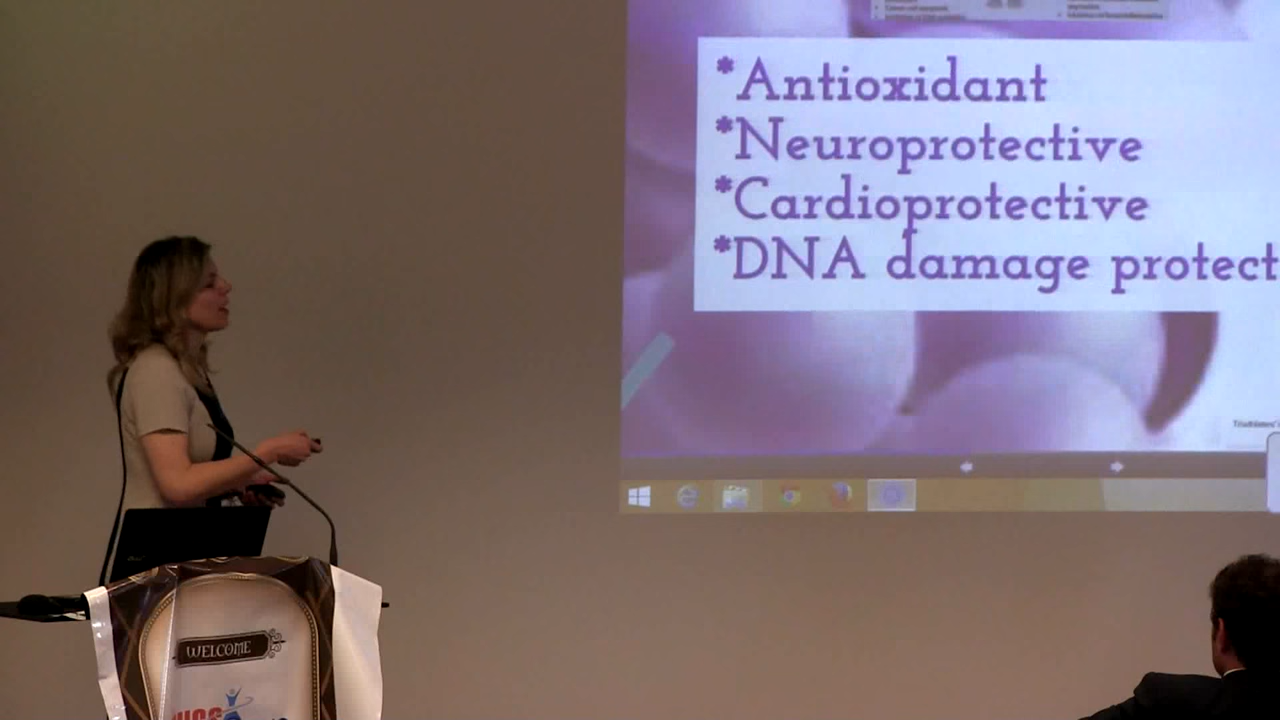 *Antioxidant
*Neuroprotective
*Cardioprotective
*DNA damage protect
WELCOME